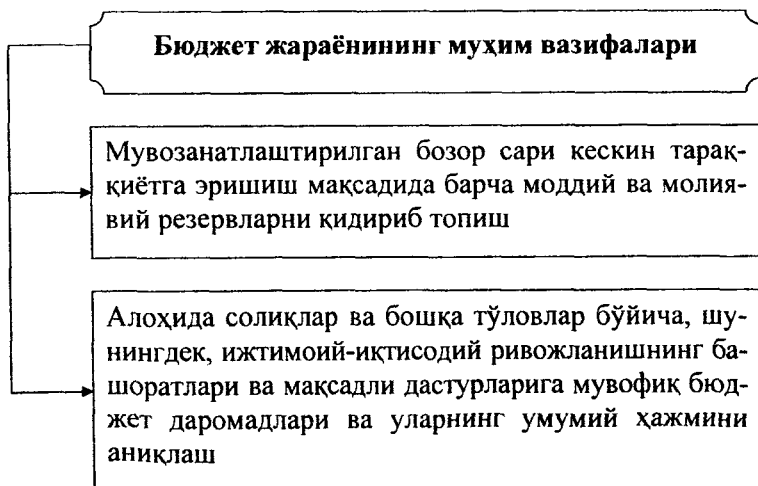 Бюджет жараёнининг муҳим вазифалари
Мувозанатлаштирилган бозор сари кескин тарақ-
қиётга эришиш мақсадида барча моддий ва молия-
вий резервларни қидириб топиш
Алоҳида солиқлар ва бошқа тўловлар бўйича, шу-
нингдек, ижтимоий-иқтисодий ривожланишнинг ба-
шоратлари ва мақсадли дастурларига мувофиқ бюд-
жет даромадлари ва уларнинг умумий ҳажмини
аниқлаш